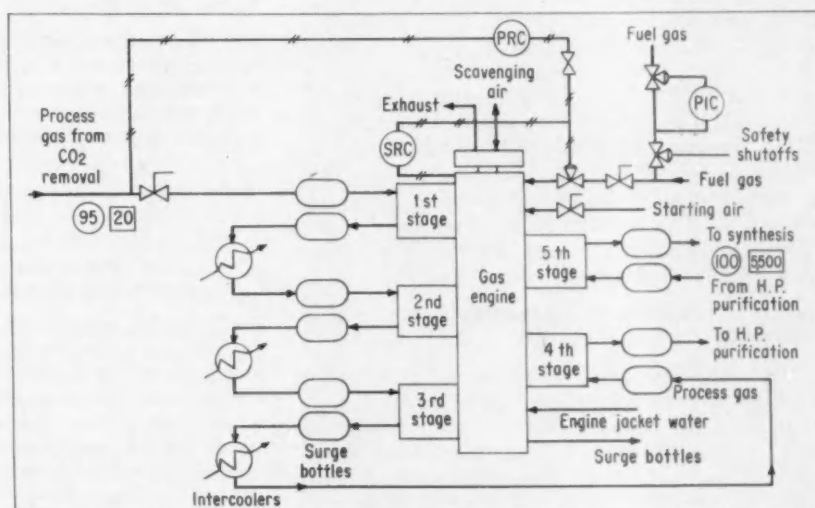 Fuel gas
PRC
Scavenging
air
Exhaust
PIC
Process
gas from
CO₂
removal
SRC
Safety
shutoffs
Fuel gas
95 20
1st
stage
Starting air
5th
stage
To synthesis
100 5500
From H.P.
purification
Gas
engine
2nd
stage
4th
stage
To H.P.
purification
Process gas
3rd
stage
Engine jacket water
Surge
bottles
Surge bottles
Intercoolers